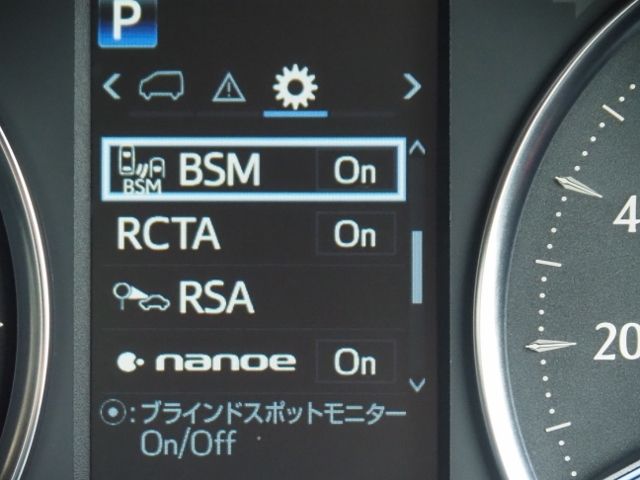 P
BSM
BSM On
RCTA On
RSA
nanoe On
:ブラインドスポットモニター
On/Off
4
20